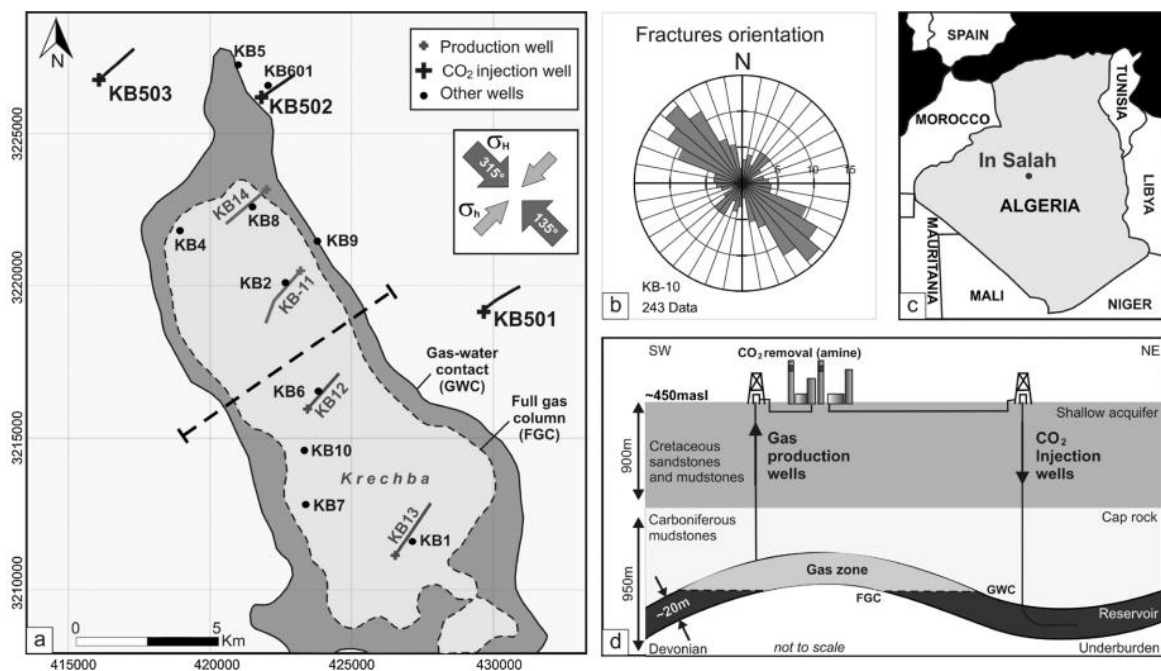 N
KB503
KB5
KB601
KB502
Production well
CO₂ injection well
Other wells
σH
315°
σh
135°
KB14
KB8
KB4
KB9
KB2
KB-11
KB501
Gas-water
contact
(GWC)
KB6
KB12
Full gas
column
(FGC)
KB10
Krechba
KB7
KB13
KB1
3225000
3220000
3215000
3210000
0
5
Km
a
415000
420000
425000
430000
Fractures orientation
N
5
10
15
KB-10
243 Data
b
SPAIN
MOROCCO
TUNISIA
In Salah
ALGERIA
LIBYA
MAURITANIA
MALI
NIGER
c
SW
CO₂ removal (amine)
NE
~450masl
Shallow acquifer
900m
Cretaceous
sandstones
and mudstones
Gas
production
wells
CO₂
Injection
wells
Carboniferous
mudstones
Cap rock
950m
Gas zone
GWC
FGC
~20m
Reservoir
d
Devonian
not to scale
Underburden